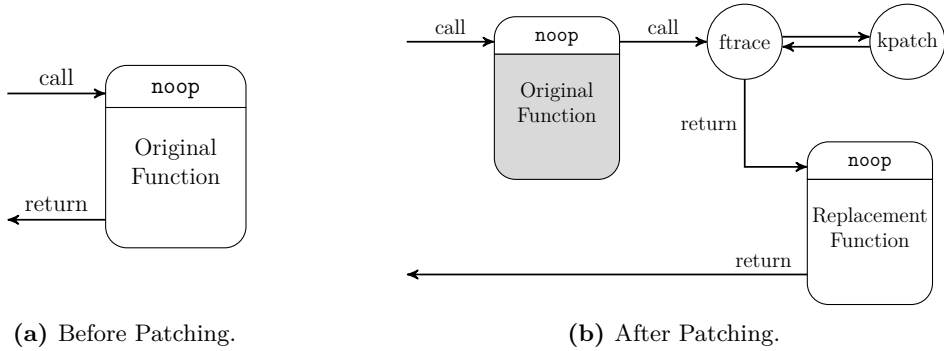 call
noop
Original
Function
return
(a) Before Patching.
call
noop
call
ftrace
kpatch
Original
Function
return
noop
Replacement
Function
return
(b) After Patching.